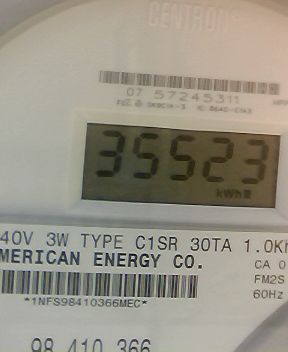 CENTRON
07 57245311
35523
kWh
40V 3W TYPE C1SR 30TA 1.0Kh
MERICAN ENERGY CO. CA 0
FM2S
60Hz
*1NFS98410366MEC*
98 410 366